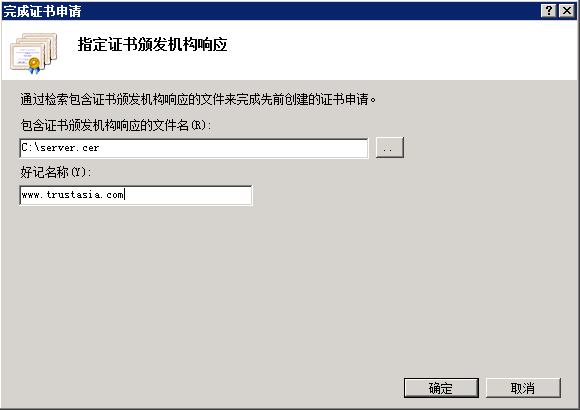 完成证书申请
指定证书颁发机构响应
通过检索包含证书颁发机构响应的文件来完成先前创建的证书申请。
包含证书颁发机构响应的文件名(R):
C:\server.cer
..
好记名称(Y):
www.trustasia.com
确定
取消